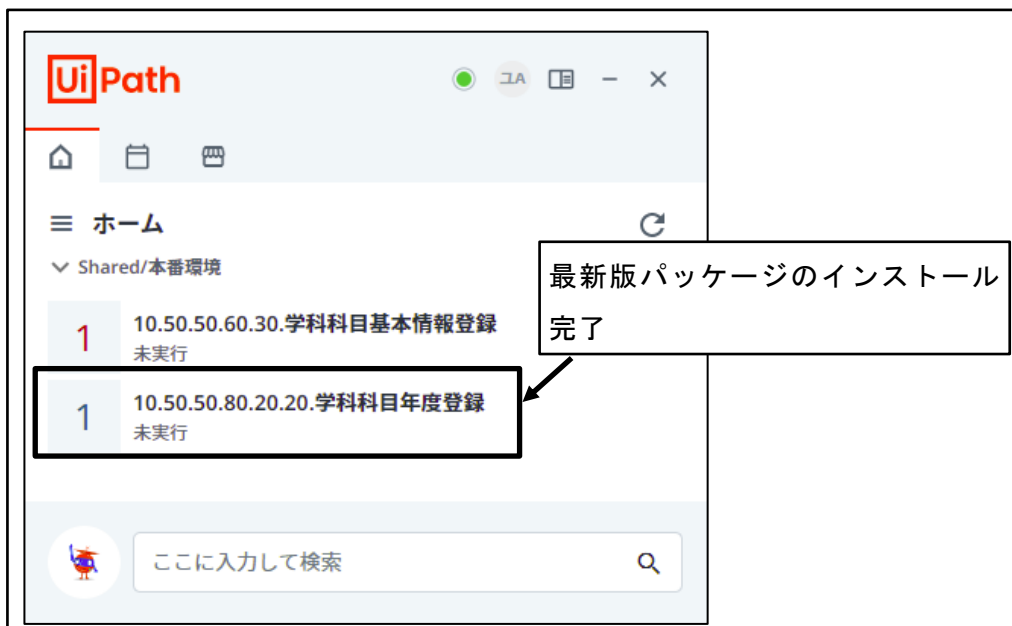 UiPath
ユA
ホーム
Shared/本番環境
最新版パッケージのインストール
完了
1
10.50.50.60.30.学科科目基本情報登録
未実行
1
10.50.50.80.20.20.学科科目年度登録
未実行
ここに入力して検索